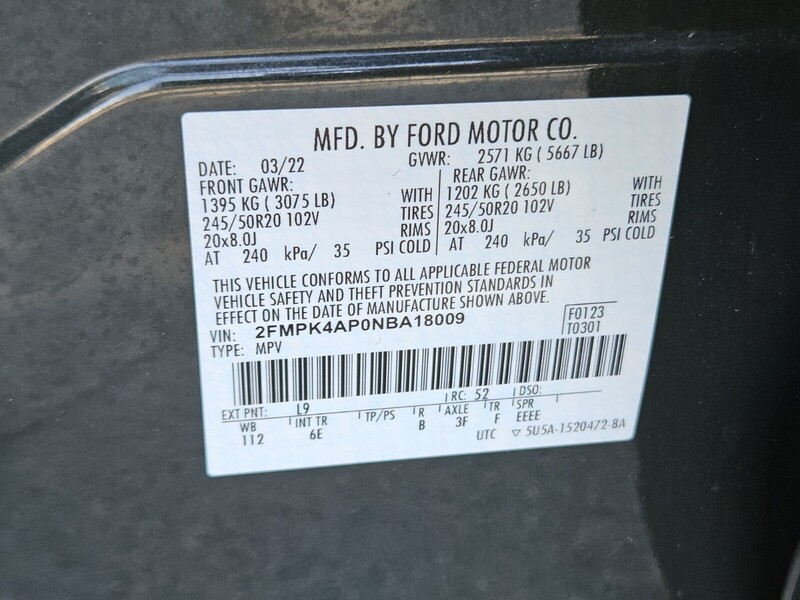 MFD. BY FORD MOTOR CO.
DATE: 03/22 GVWR: 2571 KG ( 5667 LB)
FRONT GAWR: REAR GAWR:
1395 KG ( 3075 LB) WITH 1202 KG ( 2650 LB) WITH
245/50R20 102V TIRES 245/50R20 102V TIRES
20x8.0J RIMS 20x8.0J RIMS
AT 240 kPa/ 35 PSI COLD AT 240 kPa/ 35 PSI COLD
THIS VEHICLE CONFORMS TO ALL APPLICABLE FEDERAL MOTOR
VEHICLE SAFETY AND THEFT PREVENTION STANDARDS IN
EFFECT ON THE DATE OF MANUFACTURE SHOWN ABOVE.
VIN: 2FMPK4AP0NBA18009 F0123
TYPE: MPV T0301
EXT PNT: L9 RC: 52 DSO:
WB INT TR TP/PS R AXLE TR SPR
112 6E B 3F F EEEE
UTC ▽ 5U5A-1520472-BA